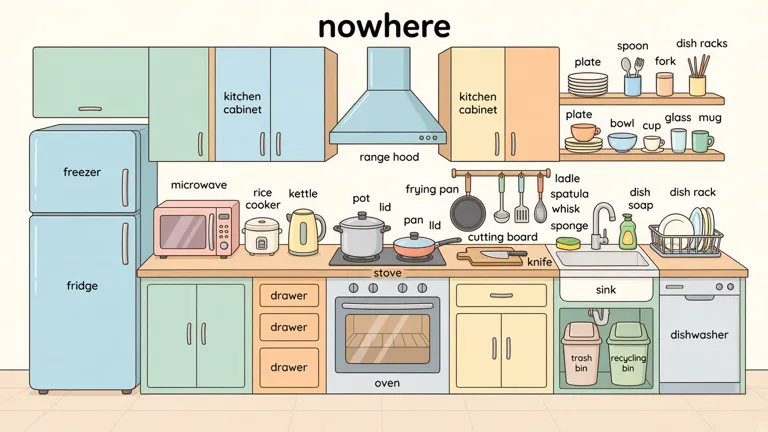 nowhere
spoon
dish racks
plate
fork
kitchen
cabinet
kitchen
cabinet
plate
bowl
cup
glass
mug
range hood
freezer
microwave
rice
cooker
kettle
pot
lid
pan
lld
frying pan
ladle
spatula
whisk
sponge
dish
soap
dish rack
cutting board
knife
stove
fridge
drawer
drawer
drawer
oven
sink
trash
bin
recycling
bin
dishwasher